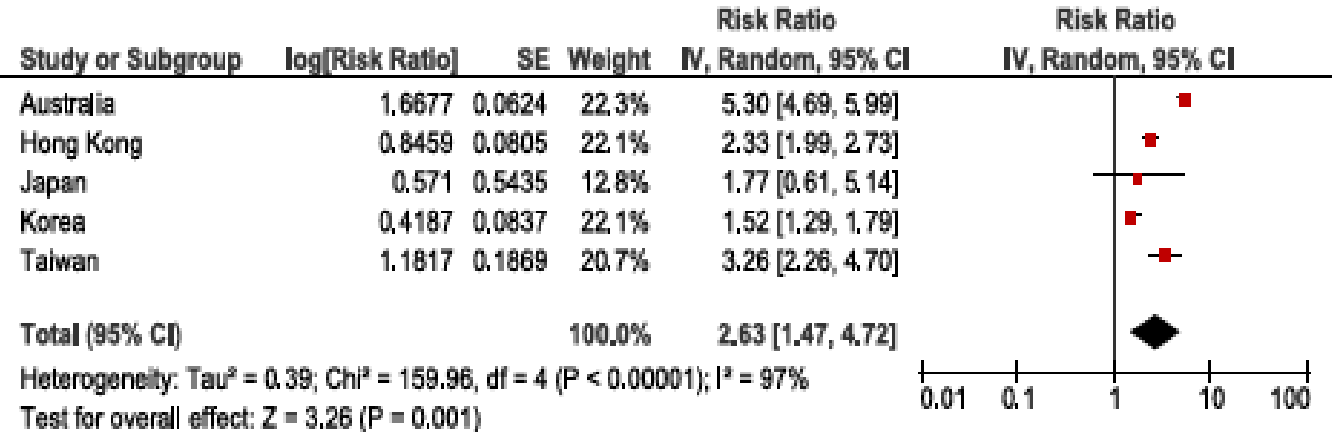 Risk Ratio Risk Ratio
Study or Subgroup log[Risk Ratio] SE Weight IV, Random, 95% CI IV, Random, 95% CI
Australia 1.6677 0.0624 22.3% 5.30 [4.69, 5.99]
Hong Kong 0.8459 0.0805 22.1% 2.33 [1.99, 2.73]
Japan 0.571 0.5435 12.8% 1.77 [0.61, 5.14]
Korea 0.4187 0.0837 22.1% 1.52 [1.29, 1.79]
Taiwan 1.1817 0.1869 20.7% 3.26 [2.26, 4.70]
Total (95% CI) 100.0% 2.63 [1.47, 4.72]
Heterogeneity: Tau² = 0.39; Chi² = 159.96, df = 4 (P < 0.00001); I² = 97%
Test for overall effect: Z = 3.26 (P = 0.001)
0.01 0.1 1 10 100